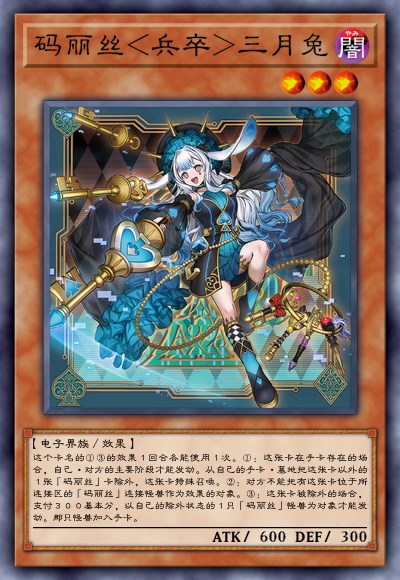 码丽丝<兵卒>三月兔
やみ
闇
【电子界族／效果】
这个卡名的①③的效果1回合各能使用1次。①：这张卡在手卡存在的场
合，自己·对方的主要阶段才能发动。从自己的手卡·墓地把这张卡以外的
1张「码丽丝」卡除外，这张卡特殊召唤。②：对方不能把有这张卡位于所
连接区的「码丽丝」连接怪兽作为效果的对象。③：这张卡被除外的场合，
支付300基本分，以自己的除外状态的1只「码丽丝」怪兽为对象才能发
动。那只怪兽加入手卡。
ATK/ 600 DEF/ 300